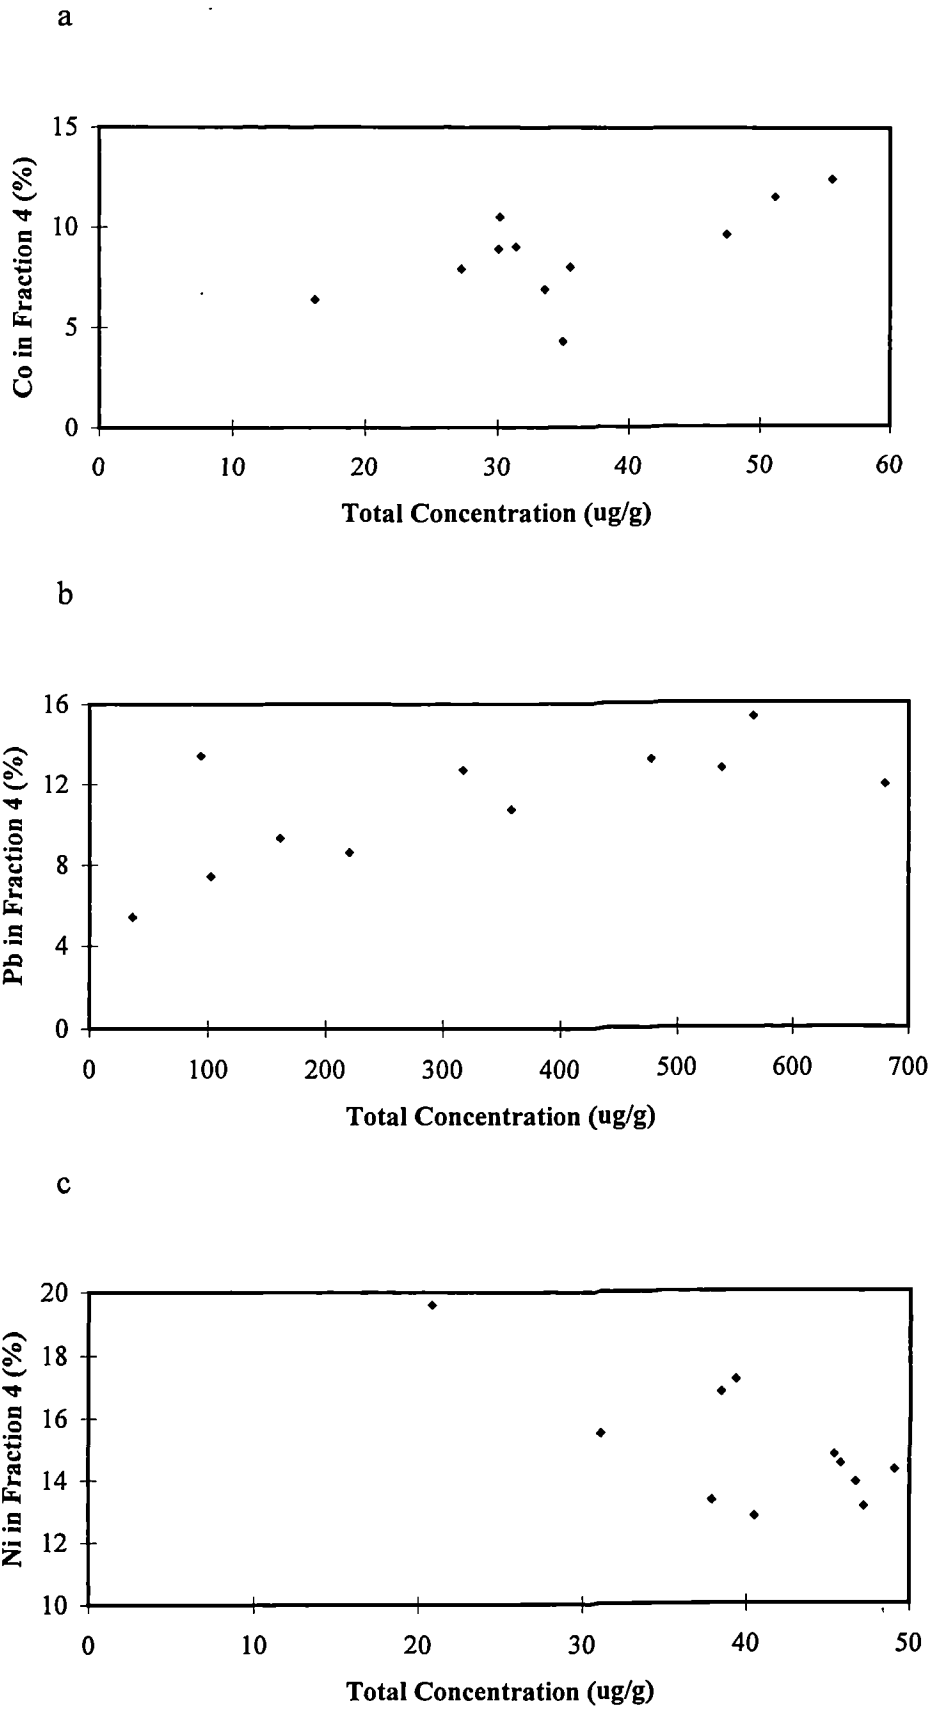 a
15
10
5
0
Co in Fraction 4 (%)
0 10 20 30 40 50 60
Total Concentration (ug/g)
b
16
12
8
4
0
Pb in Fraction 4 (%)
0 100 200 300 400 500 600 700
Total Concentration (ug/g)
c
20
18
16
14
12
10
Ni in Fraction 4 (%)
0 10 20 30 40 50
Total Concentration (ug/g)